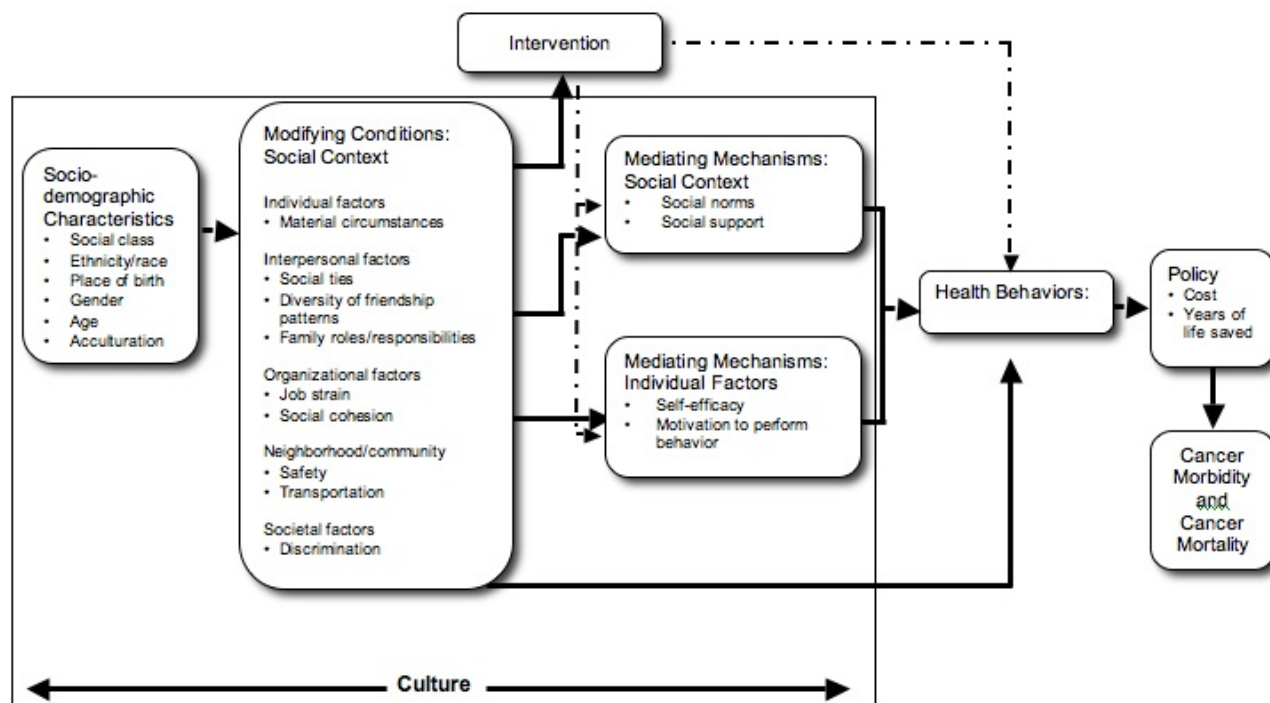 Intervention
Socio-
demographic
Characteristics
• Social class
• Ethnicity/race
• Place of birth
• Gender
• Age
• Acculturation
Modifying Conditions:
Social Context
Individual factors
• Material circumstances
Interpersonal factors
• Social ties
• Diversity of friendship
patterns
• Family roles/responsibilities
Organizational factors
• Job strain
• Social cohesion
Neighborhood/community
• Safety
• Transportation
Societal factors
• Discrimination
Mediating Mechanisms:
Social Context
• Social norms
• Social support
Mediating Mechanisms:
Individual Factors
• Self-efficacy
• Motivation to perform
behavior
Health Behaviors:
Policy
• Cost
• Years of
life saved
Cancer
Morbidity
and
Cancer
Mortality
Culture